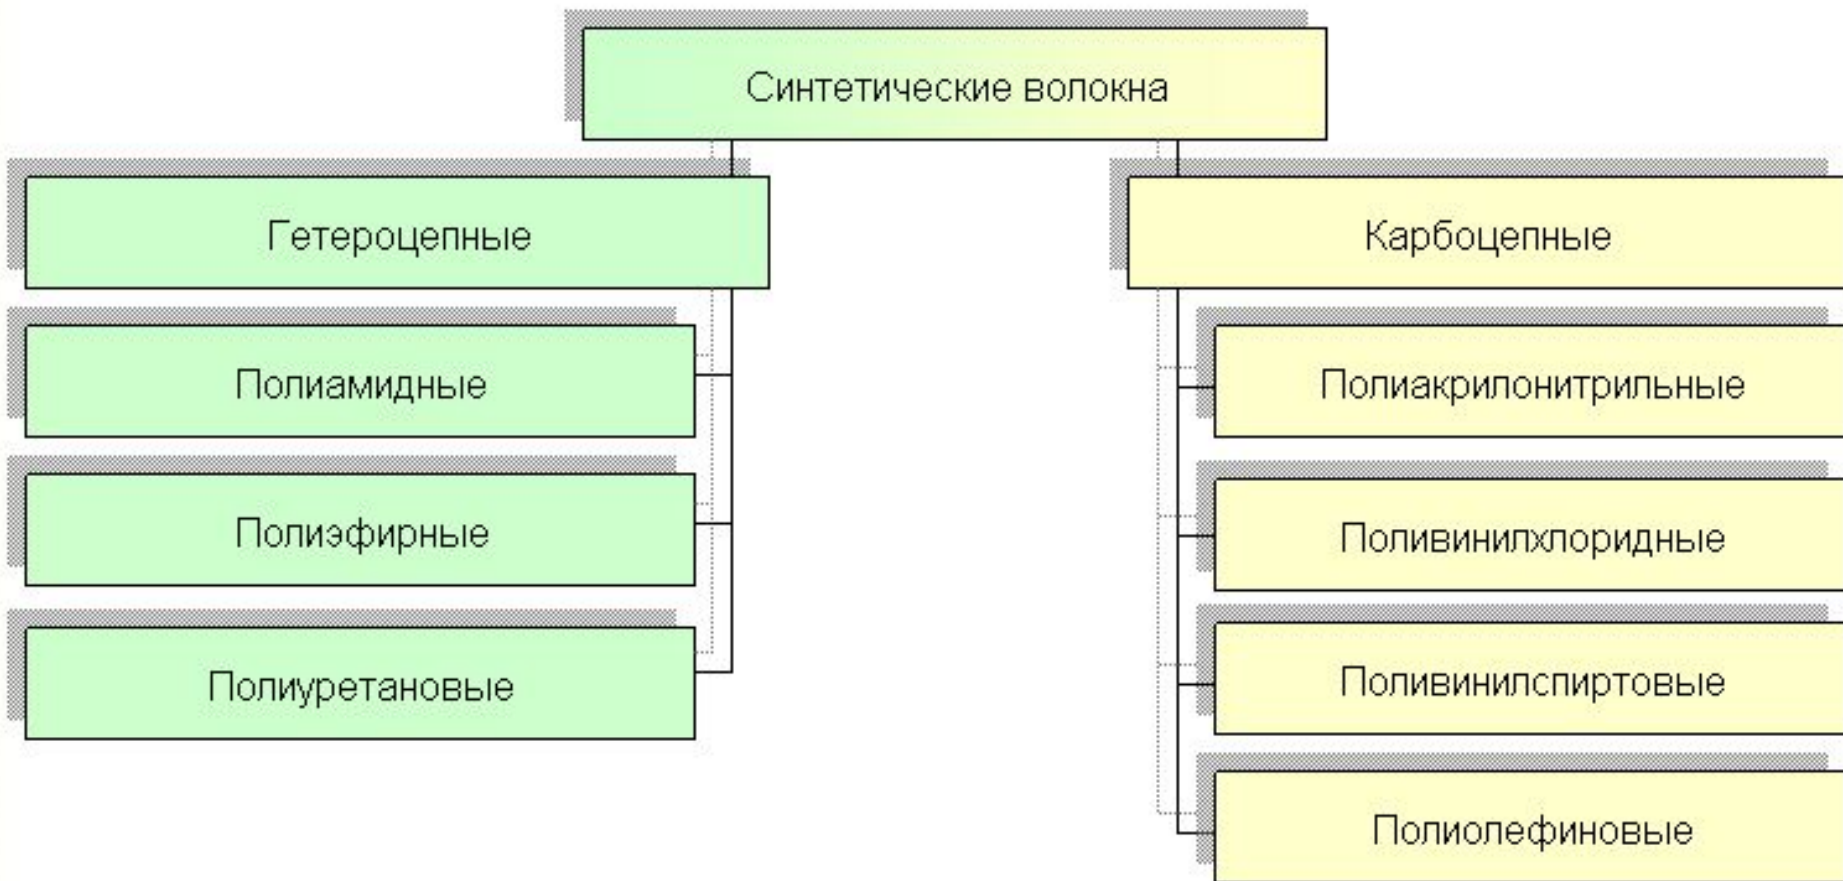 Синтетические волокна
Гетероцепные
Полиамидные
Полиэфирные
Полиуретановые
Карбоцепные
Полиакрилонитрильные
Поливинилхлоридные
Поливинилспиртовые
Полиолефиновые